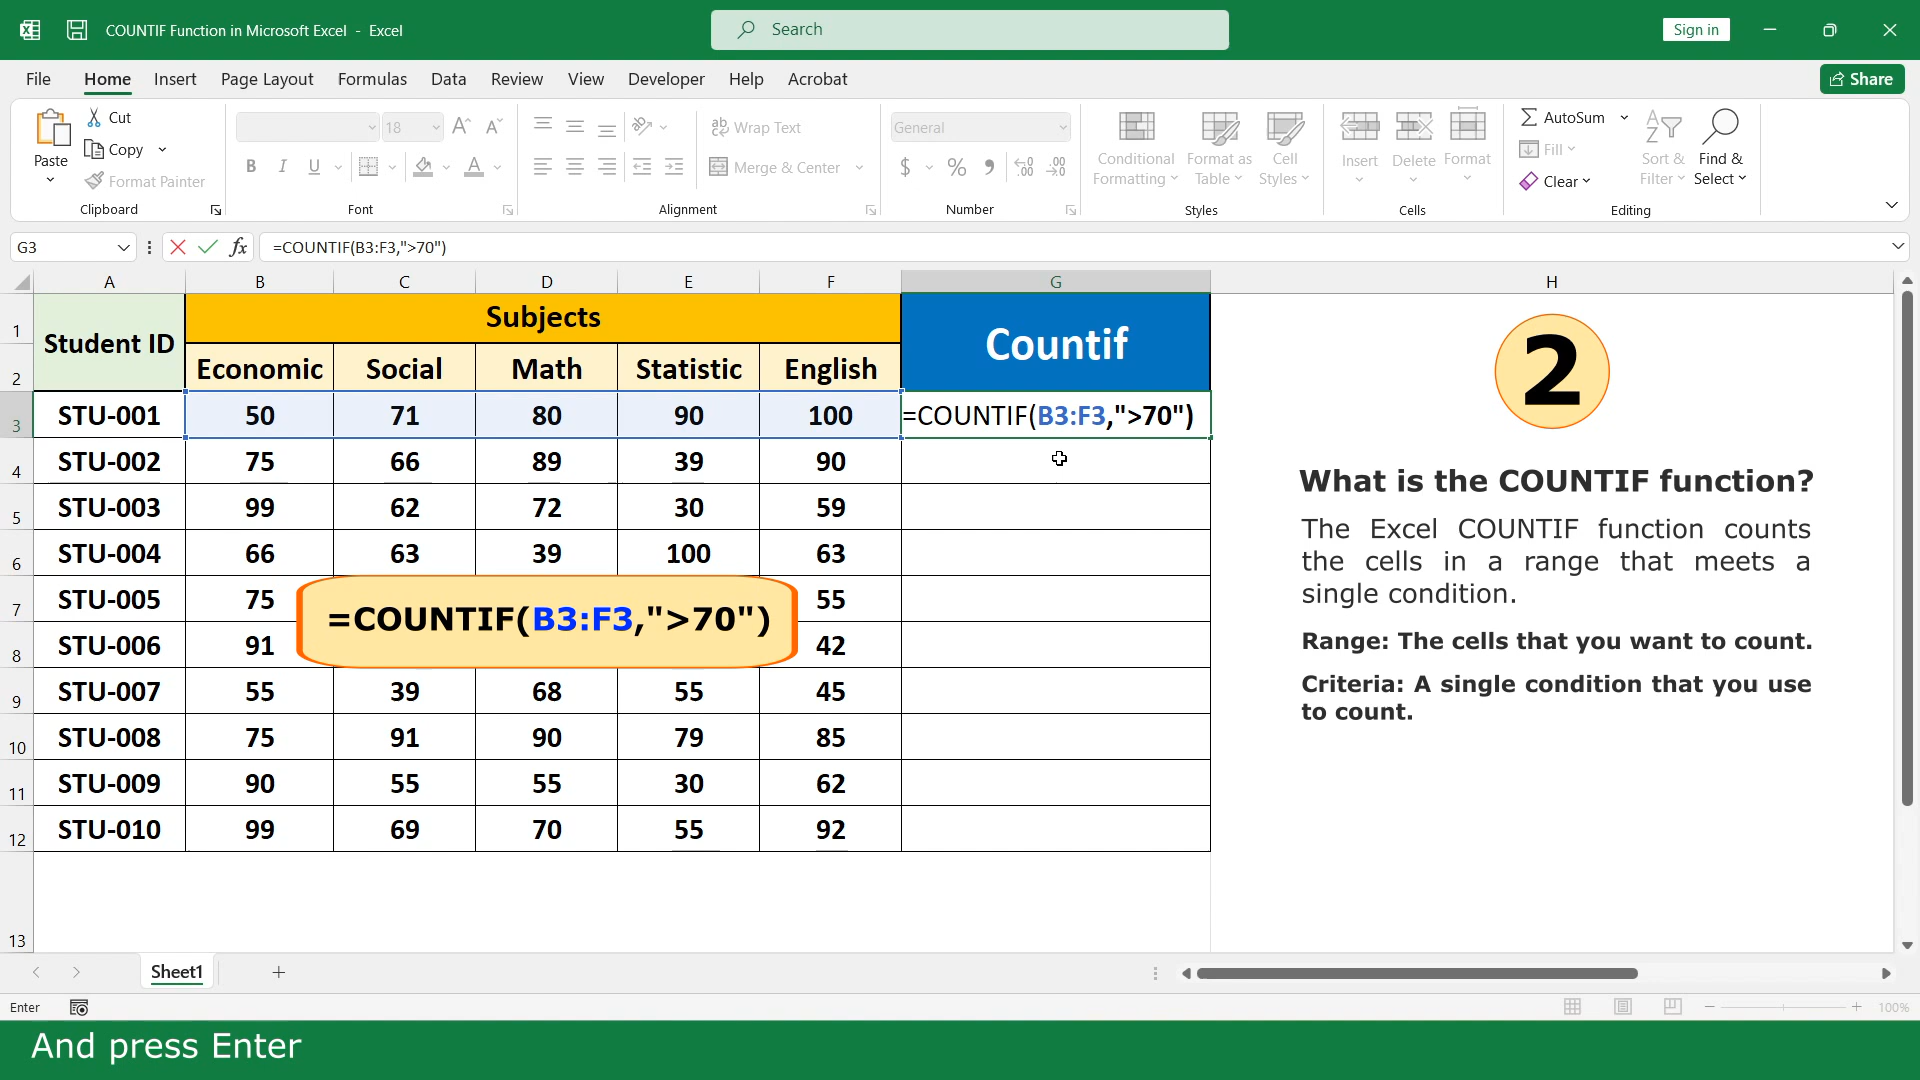 COUNTIF Function in Microsoft Excel - Excel
Search
Sign in
File Home Insert Page Layout Formulas Data Review View Developer Help Acrobat
Share
Paste
Cut
Copy
Format Painter
Clipboard
18
B I U
Font
Wrap Text
Merge & Center
Alignment
General
$ % ,
Number
Conditional Formatting
Format as Table
Cell Styles
Styles
Insert
Delete
Format
Cells
AutoSum
Fill
Clear
Sort & Filter
Find & Select
Editing
G3
fx
=COUNTIF(B3:F3,">70")
A B C D E F G H
1 Student ID Subjects Countif
2 Economic Social Math Statistic English
3 STU-001 50 71 80 90 100 =COUNTIF(B3:F3,">70")
4 STU-002 75 66 89 39 90
5 STU-003 99 62 72 30 59
6 STU-004 66 63 39 100 63
7 STU-005 75 55
=COUNTIF(B3:F3,">70")
8 STU-006 91 42
9 STU-007 55 39 68 55 45
10 STU-008 75 91 90 79 85
11 STU-009 90 55 55 30 62
12 STU-010 99 69 70 55 92
13
2
What is the COUNTIF function?
The Excel COUNTIF function counts
the cells in a range that meets a
single condition.
Range: The cells that you want to count.
Criteria: A single condition that you use
to count.
Sheet1
Enter
100%
And press Enter